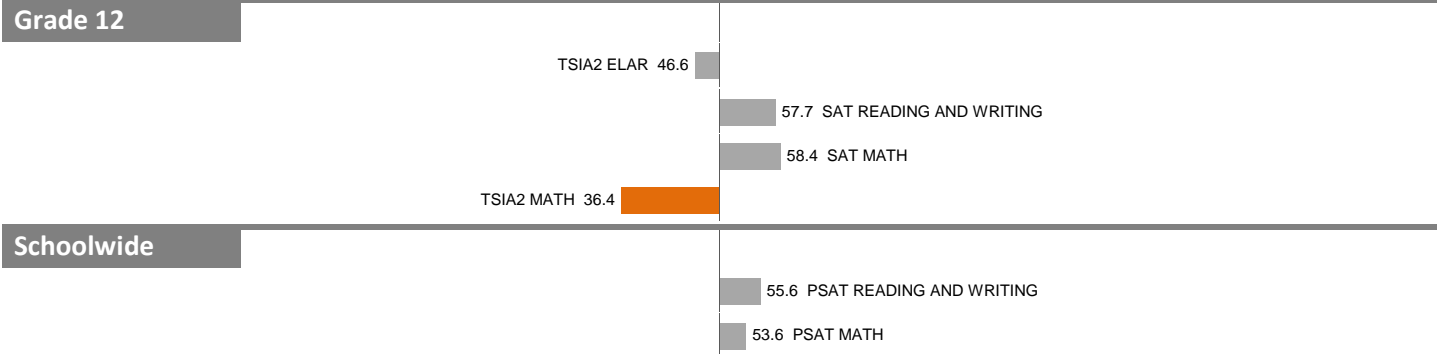 Grade 12
TSIA2 ELAR 46.6
57.7 SAT READING AND WRITING
58.4 SAT MATH
TSIA2 MATH 36.4
Schoolwide
55.6 PSAT READING AND WRITING
53.6 PSAT MATH